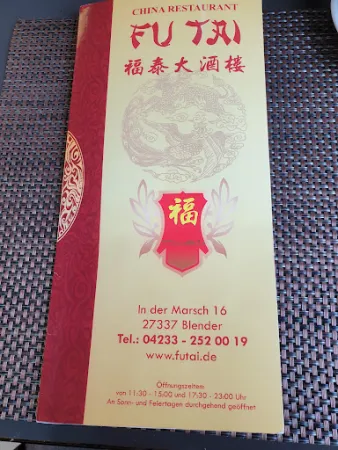 CHINA RESTAURANT
FU TAI
福泰大酒楼
福
In der Marsch 16
27337 Blender
Tel.: 04233 - 252 00 19
www.futai.de
Öffnungszeiten:
von 11:30 - 15:00 und 17:30 - 23:00 Uhr
An Sonn- und Feiertagen durchgehend geöffnet